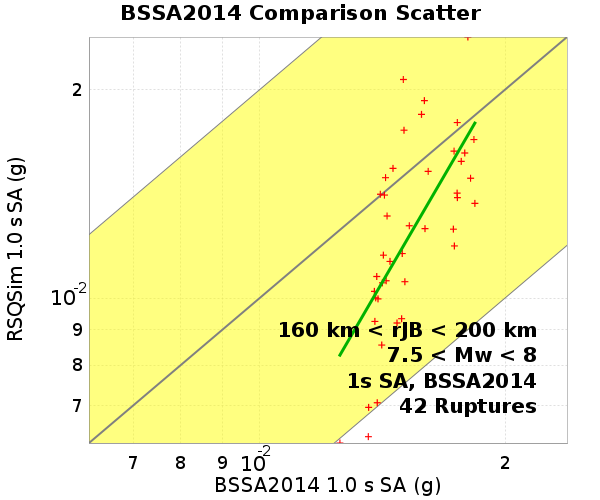 BSSA2014 Comparison Scatter
RSQSim 1.0 s SA (g)
2
10-2
9
8
7
160 km < rJB < 200 km
7.5 < Mw < 8
1s SA, BSSA2014
42 Ruptures
7 8 9 10-2 2
BSSA2014 1.0 s SA (g)